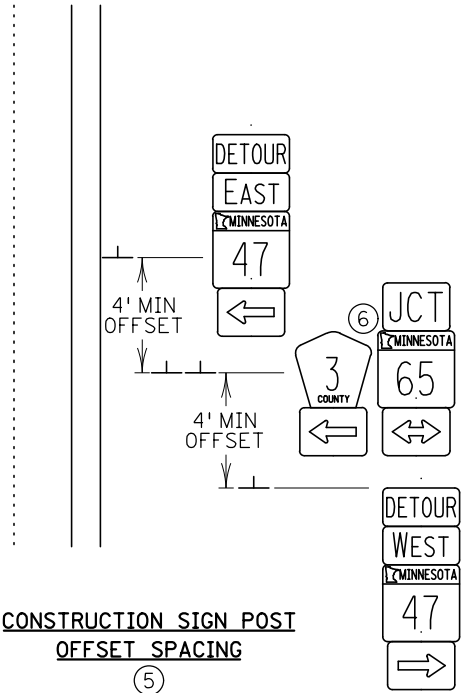 DETOUR
EAST
MINNESOTA
47
4' MIN
OFFSET
6
JCT
MINNESOTA
65
3
COUNTY
4' MIN
OFFSET
DETOUR
WEST
MINNESOTA
47
CONSTRUCTION SIGN POST
OFFSET SPACING
5